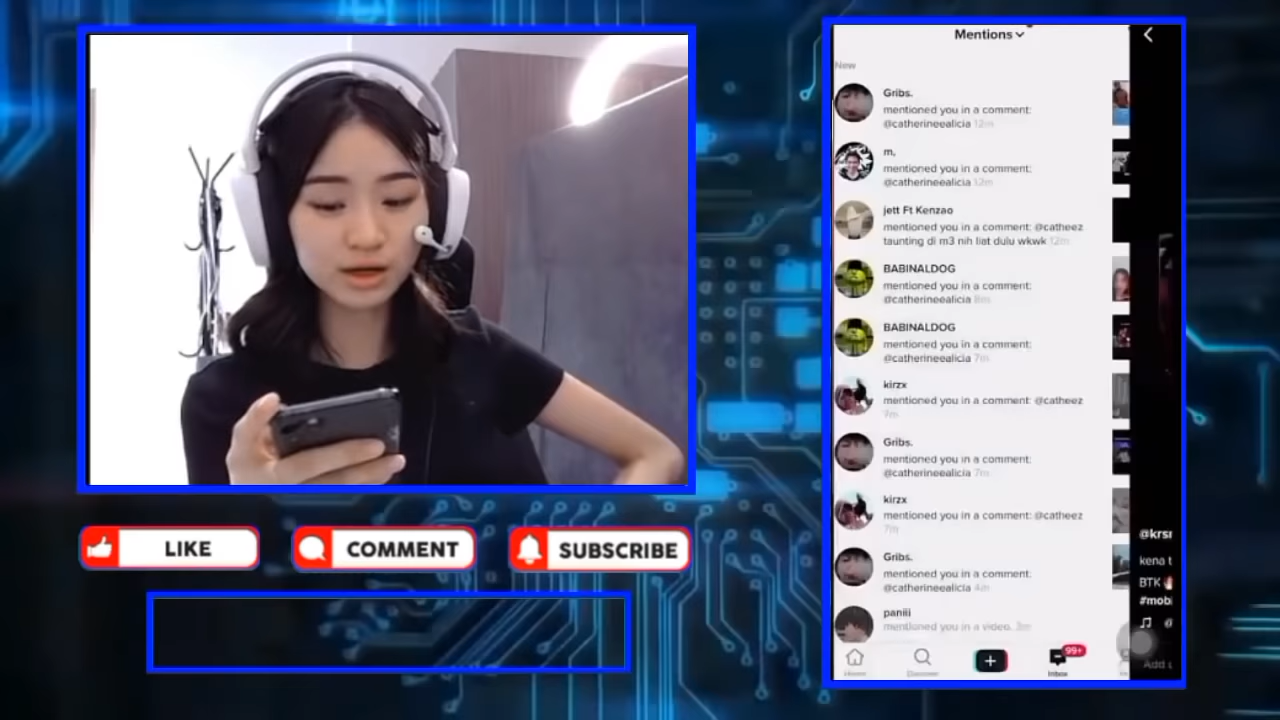 Mentions
New
Gribs.
mentioned you in a comment:
@catherineealicia 12m
m,
mentioned you in a comment:
@catherineealicia 12m
jett Ft Kenzao
mentioned you in a comment: @catheez
taunting di m3 nih liat dulu wkwk 12m
BABINALDOG
mentioned you in a comment:
@catherineealicia 8m
BABINALDOG
mentioned you in a comment:
@catherineealicia 7m
kirzx
mentioned you in a comment: @catheez
7m
Gribs.
mentioned you in a comment:
@catherineealicia 7m
kirzx
mentioned you in a comment: @catheez
7m
Gribs.
mentioned you in a comment:
@catherineealicia 4m
paniii
mentioned you in a video. 3m
Home
Discover
99+
Inbox
@krsr
kena t
BTK
#mobi
Add
LIKE
COMMENT
SUBSCRIBE